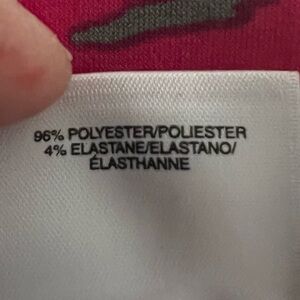 96% POLYESTER/POLIESTER
4% ELASTANE/ELASTANO/
ÉLASTHANNE